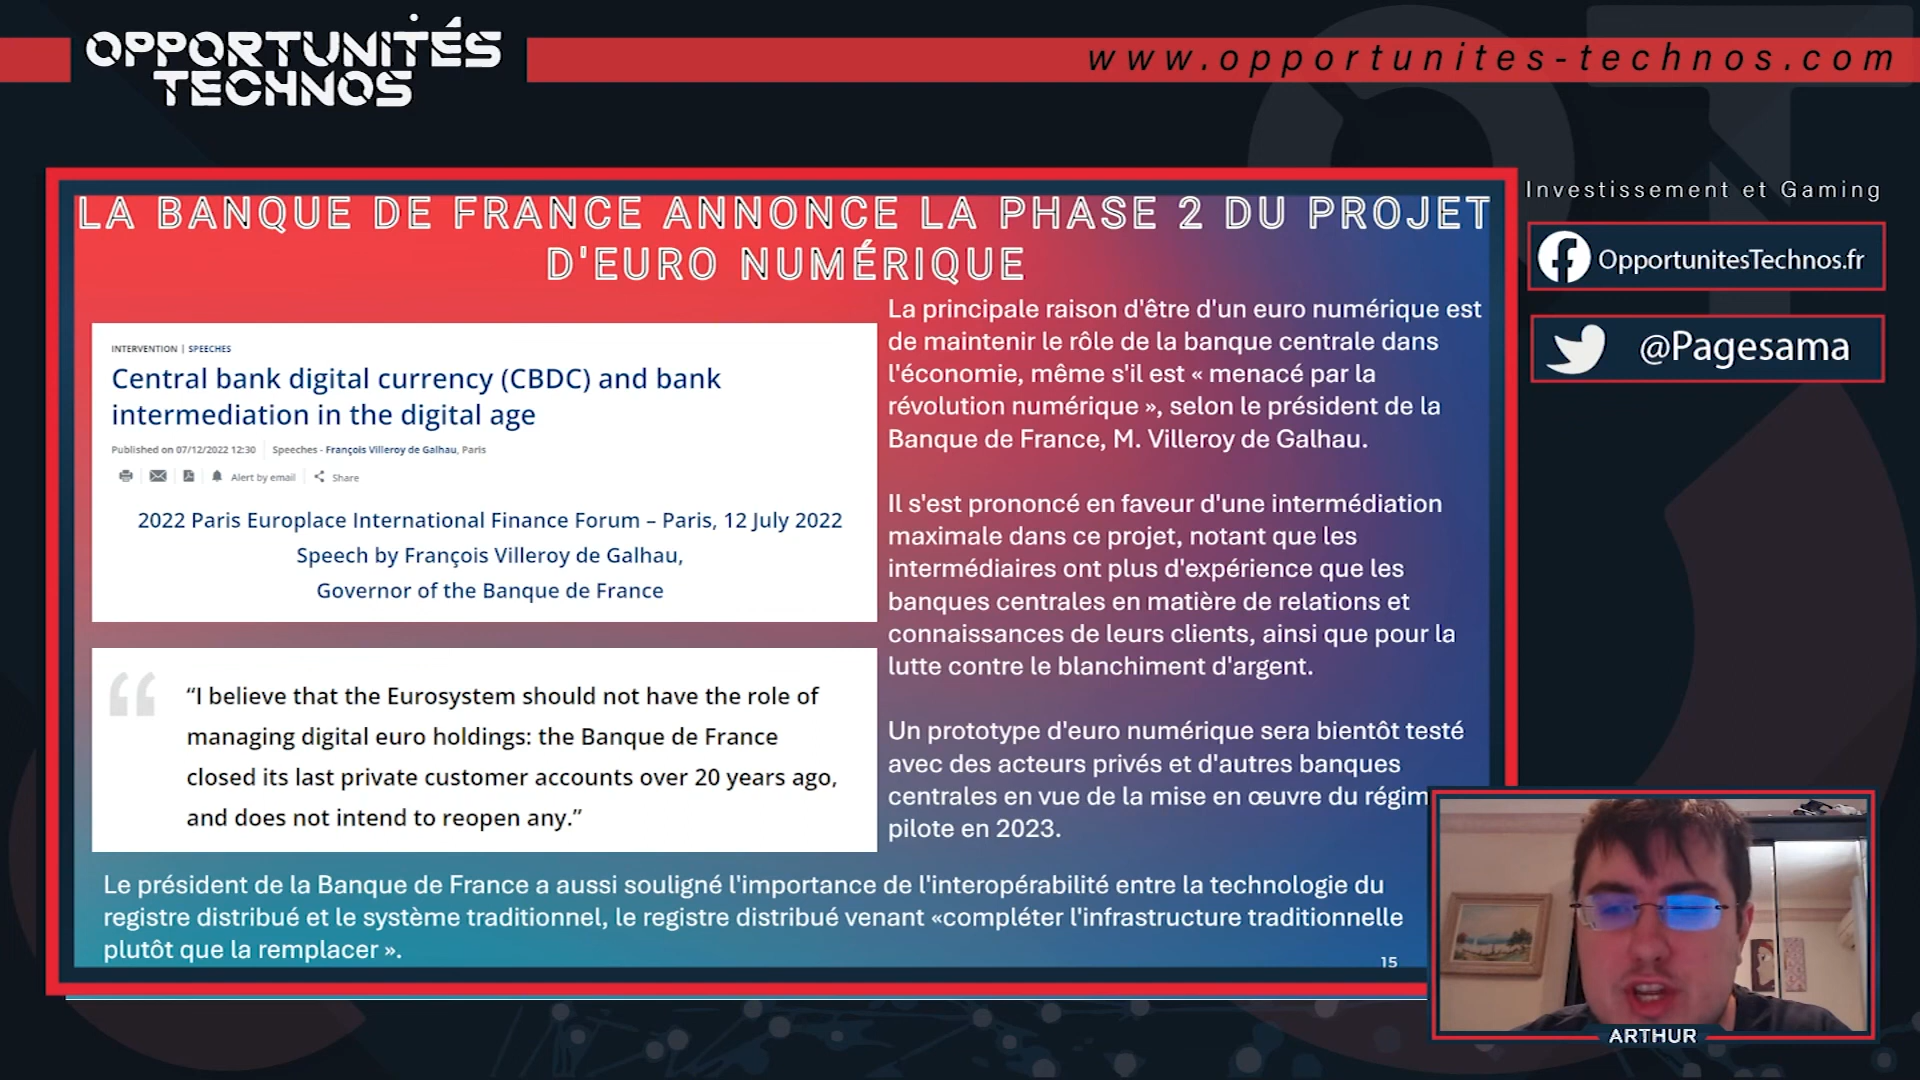 OPPORTUNITÉS
TECHNOS
www.opportunites-technos.com
LA BANQUE DE FRANCE ANNONCE LA PHASE 2 DU PROJET
D'EURO NUMÉRIQUE
INTERVENTION | SPEECHES
Central bank digital currency (CBDC) and bank
intermediation in the digital age
Published on 07/12/2022 12:30 Speeches - François Villeroy de Galhau, Paris
Alert by email Share
2022 Paris Europlace International Finance Forum – Paris, 12 July 2022
Speech by François Villeroy de Galhau,
Governor of the Banque de France
“I believe that the Eurosystem should not have the role of
managing digital euro holdings: the Banque de France
closed its last private customer accounts over 20 years ago,
and does not intend to reopen any.”
La principale raison d'être d'un euro numérique est
de maintenir le rôle de la banque centrale dans
l'économie, même s'il est « menacé par la
révolution numérique », selon le président de la
Banque de France, M. Villeroy de Galhau.
Il s'est prononcé en faveur d'une intermédiation
maximale dans ce projet, notant que les
intermédiaires ont plus d'expérience que les
banques centrales en matière de relations et
connaissances de leurs clients, ainsi que pour la
lutte contre le blanchiment d'argent.
Un prototype d'euro numérique sera bientôt testé
avec des acteurs privés et d'autres banques
centrales en vue de la mise en œuvre du régim
pilote en 2023.
Le président de la Banque de France a aussi souligné l'importance de l'interopérabilité entre la technologie du
registre distribué et le système traditionnel, le registre distribué venant «compléter l'infrastructure traditionnelle
plutôt que la remplacer ».
15
Investissement et Gaming
OpportunitesTechnos.fr
@Pagesama
ARTHUR